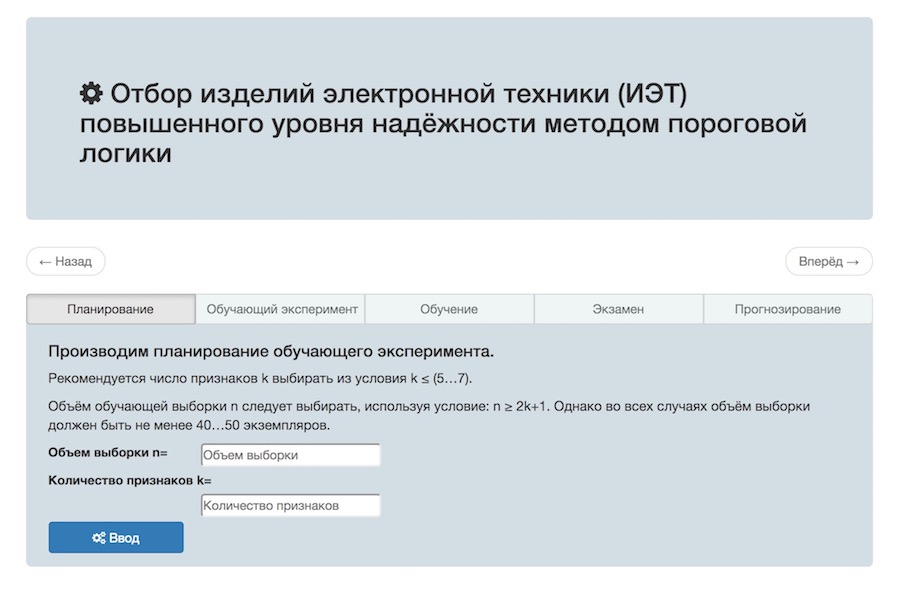 Отбор изделий электронной техники (ИЭТ)
повышенного уровня надёжности методом пороговой
логики
← Назад
Вперёд →
Планирование
Обучающий эксперимент
Обучение
Экзамен
Прогнозирование
Производим планирование обучающего эксперимента.
Рекомендуется число признаков k выбирать из условия k ≤ (5…7).
Объём обучающей выборки n следует выбирать, используя условие: n ≥ 2k+1. Однако во всех случаях объём выборки
должен быть не менее 40…50 экземпляров.
Объем выборки n=
Объем выборки
Количество признаков k=
Количество признаков
Ввод